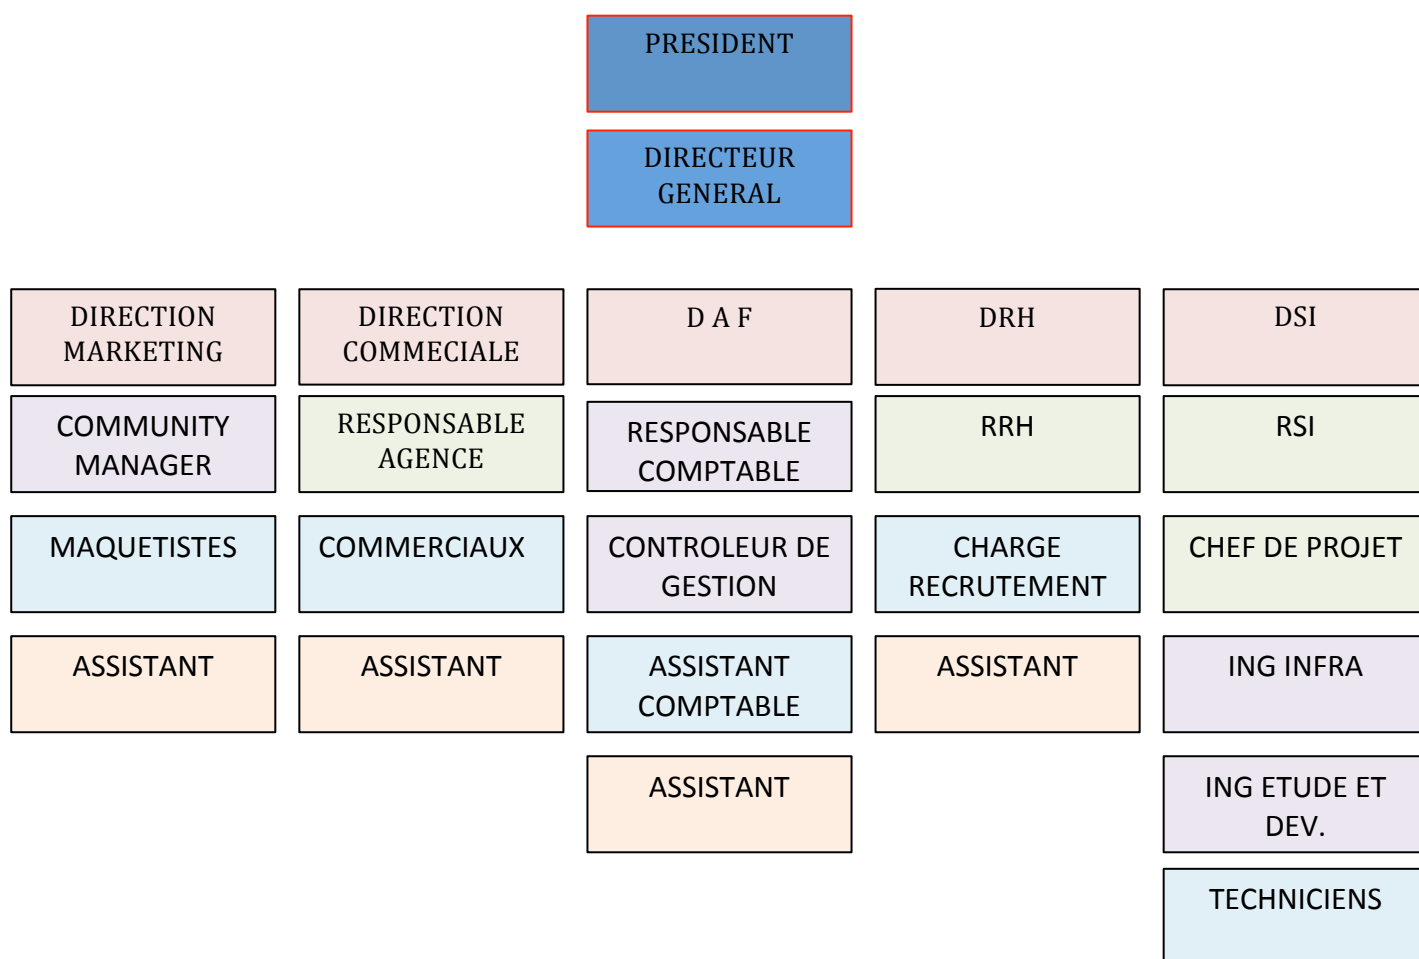 PRESIDENT
DIRECTEUR
GENERAL
DIRECTION
MARKETING
DIRECTION
COMMECIALE
D A F
DRH
DSI
COMMUNITY
MANAGER
RESPONSABLE
AGENCE
RESPONSABLE
COMPTABLE
RRH
RSI
MAQUETISTES
COMMERCIAUX
CONTROLEUR DE
GESTION
CHARGE
RECRUTEMENT
CHEF DE PROJET
ASSISTANT
ASSISTANT
ASSISTANT
COMPTABLE
ASSISTANT
ING INFRA
ASSISTANT
ING ETUDE ET
DEV.
TECHNICIENS